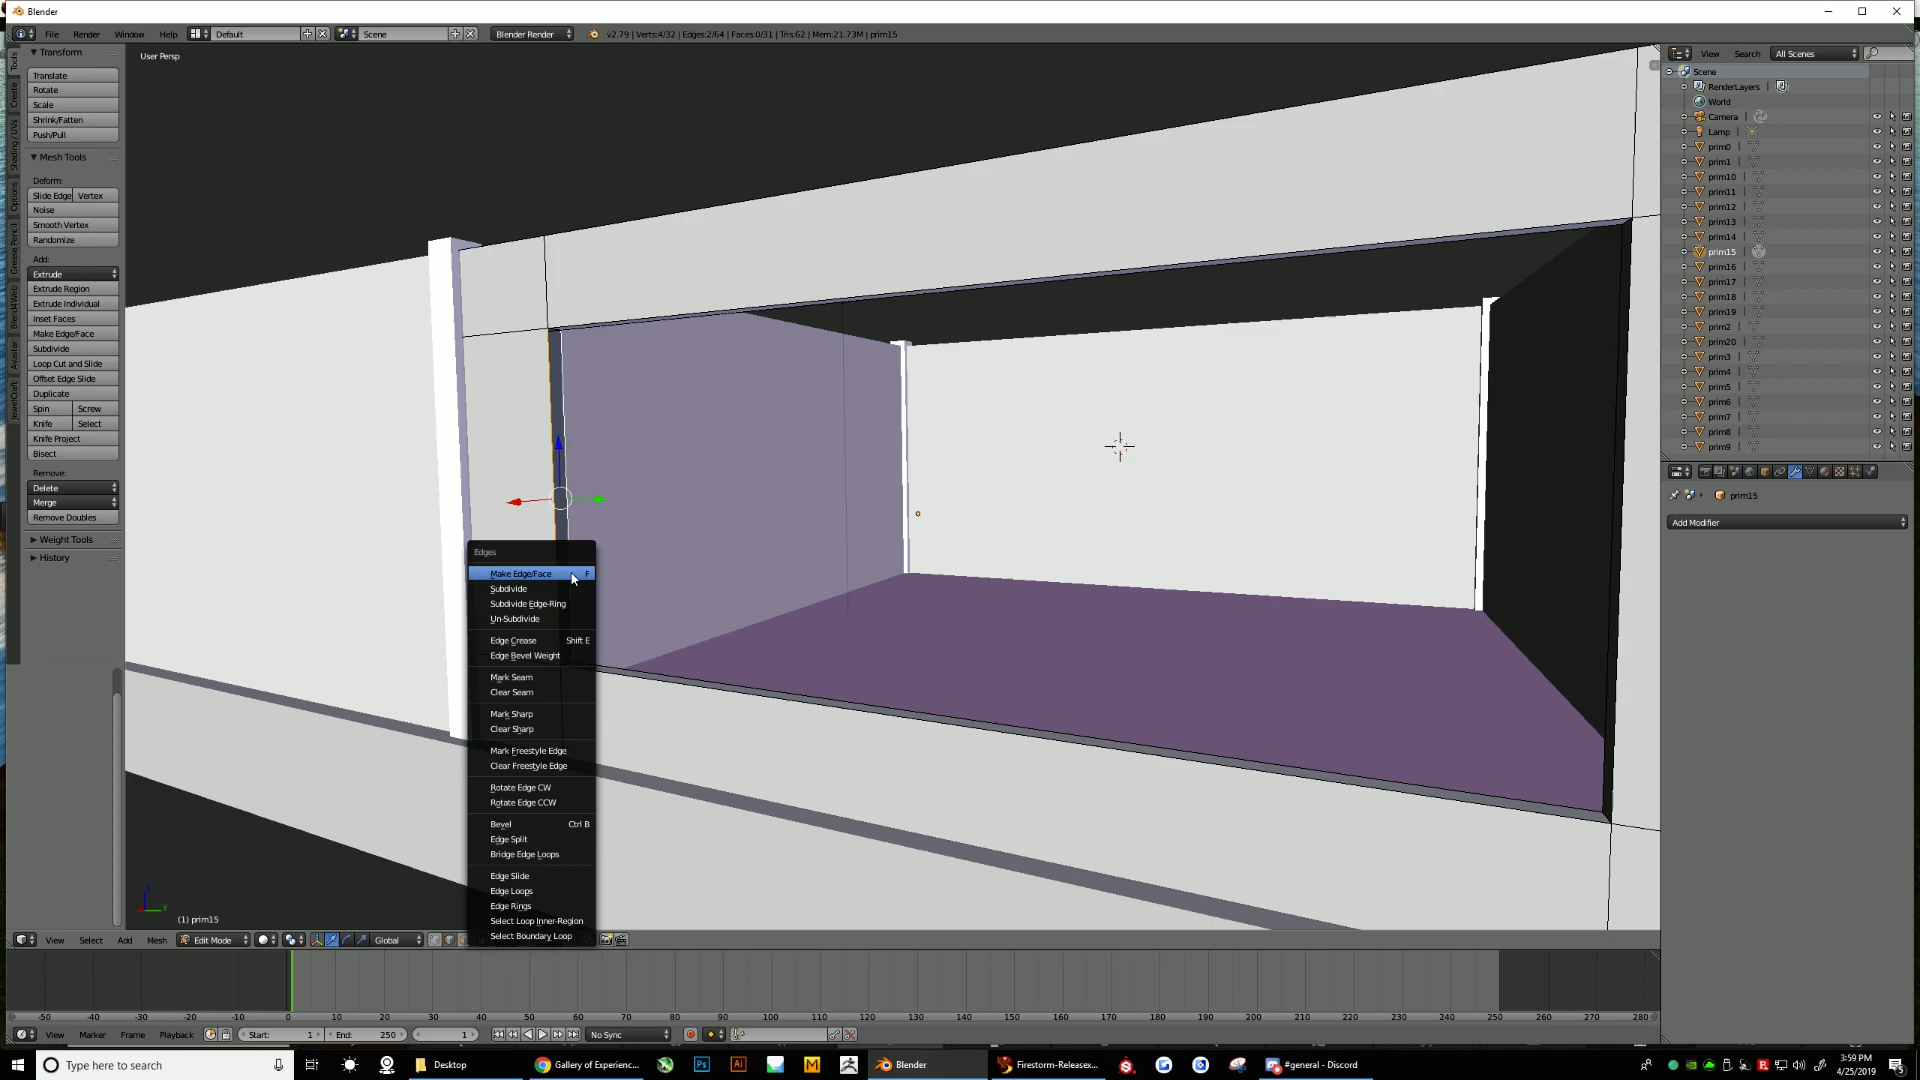 Blender
File Render Window Help Default Scene Blender Render v2.79 | Verts:4/32 | Edges:2/64 | Faces:0/31 | Tris:62 | Mem:21.73M | prim15
User Persp
Transform
Translate
Rotate
Scale
Shrink/Fatten
Push/Pull
Mesh Tools
Deform:
Slide Edge Vertex
Noise
Smooth Vertex
Randomize
Add:
Extrude
Extrude Region
Extrude Individual
Inset Faces
Make Edge/Face
Subdivide
Loop Cut and Slide
Offset Edge Slide
Duplicate
Spin Screw
Knife Select
Knife Project
Bisect
Remove:
Delete
Merge
Remove Doubles
Weight Tools
History
Tools
Create
Shading / UVs
Options
Grease Pencil
Blend4Web
Avastar
JewelCraft
Edges
Make Edge/Face F
Subdivide
Subdivide Edge-Ring
Un-Subdivide
Edge Crease Shift E
Edge Bevel Weight
Mark Seam
Clear Seam
Mark Sharp
Clear Sharp
Mark Freestyle Edge
Clear Freestyle Edge
Rotate Edge CW
Rotate Edge CCW
Bevel Ctrl B
Edge Split
Bridge Edge Loops
Edge Slide
Edge Loops
Edge Rings
Select Loop Inner-Region
Select Boundary Loop
(1) prim15
View Select Add Mesh Edit Mode Global
View Search All Scenes
Scene
RenderLayers
World
Camera
Lamp
prim0
prim1
prim10
prim11
prim12
prim13
prim14
prim15
prim16
prim17
prim18
prim19
prim2
prim20
prim3
prim4
prim5
prim6
prim7
prim8
prim9
prim15
Add Modifier
-50 -40 -30 -20 -10 0 10 20 30 40 50 60 70 80 90 100 110 120 130 140 150 160 170 180 190 200 210 220 230 240 250 260 270 280
View Marker Frame Playback Start: 1 End: 250 1 No Sync
Type here to search Desktop Gallery of Experienc... Ps Ai M Blender Firestorm-Releasex... #general - Discord
3:59 PM
4/25/2019